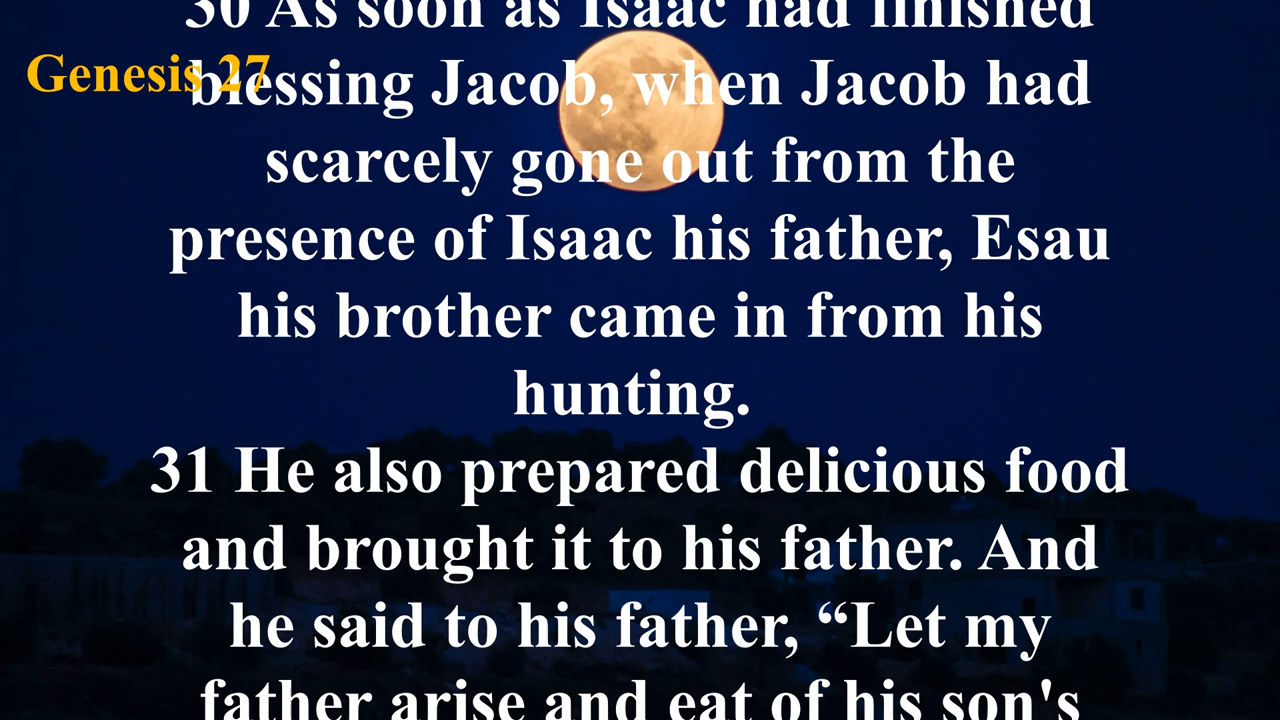 30 As soon as Isaac had finished
Genesis 27
blessing Jacob, when Jacob had
scarcely gone out from the
presence of Isaac his father, Esau
his brother came in from his
hunting.
31 He also prepared delicious food
and brought it to his father. And
he said to his father, “Let my
father arise and eat of his son's